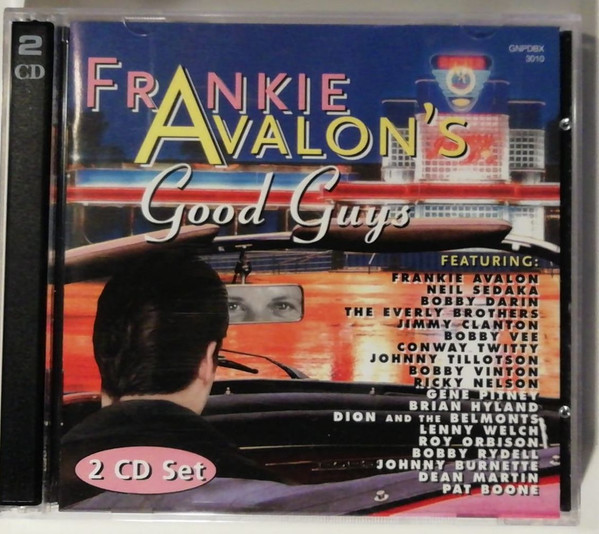 2
CD
GNPDBX
3010
FRANKIE
AVALON'S
Good Guys
FEATURING:
FRANKIE AVALON
NEIL SEDAKA
BOBBY DARIN
THE EVERLY BROTHERS
JIMMY CLANTON
BOBBY VEE
CONWAY TWITTY
JOHNNY TILLOTSON
BOBBY VINTON
RICKY NELSON
GENE PITNEY
BRIAN HYLAND
DION AND THE BELMONTS
LENNY WELCH
ROY ORBISON
BOBBY RYDELL
JOHNNY BURNETTE
DEAN MARTIN
PAT BOONE
2 CD Set